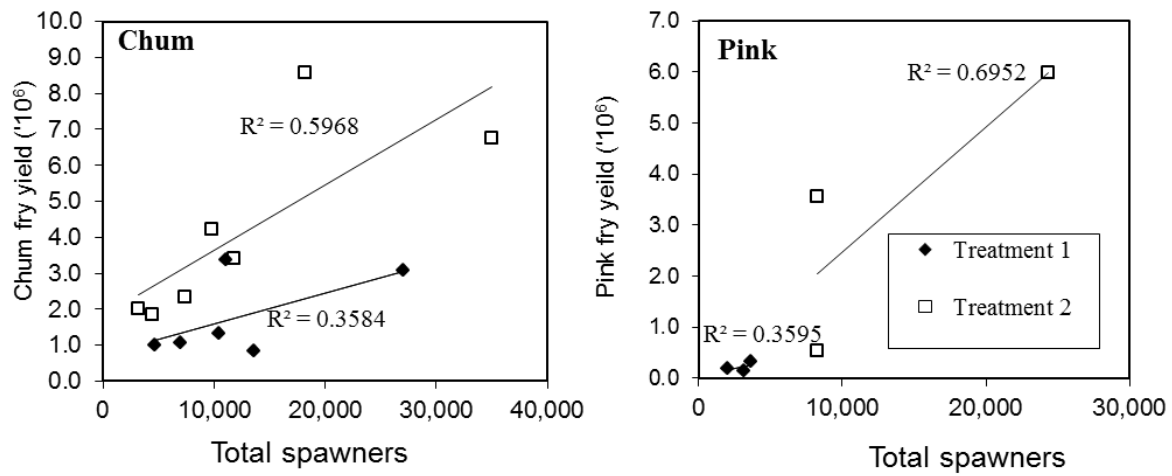 Chum
Chum fry yield ('10⁶)
10.0
9.0
8.0
7.0
6.0
5.0
4.0
3.0
2.0
1.0
0.0
R² = 0.5968
R² = 0.3584
0 10,000 20,000 30,000 40,000
Total spawners
Pink
Pink fry yeild ('10⁶)
7.0
6.0
5.0
4.0
3.0
2.0
1.0
0.0
R² = 0.6952
R² = 0.3595
Treatment 1
Treatment 2
0 10,000 20,000 30,000
Total spawners